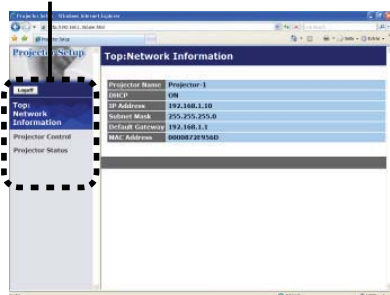 Projector Setup
Top:Network Information
Logoff
Top:
Network
Information
Projector Control
Projector Status
Projector Name Projector-1
DHCP ON
IP Address 192.168.1.10
Subnet Mask 255.255.255.0
Default Gateway 192.168.1.1
MAC Address 0000872E956D